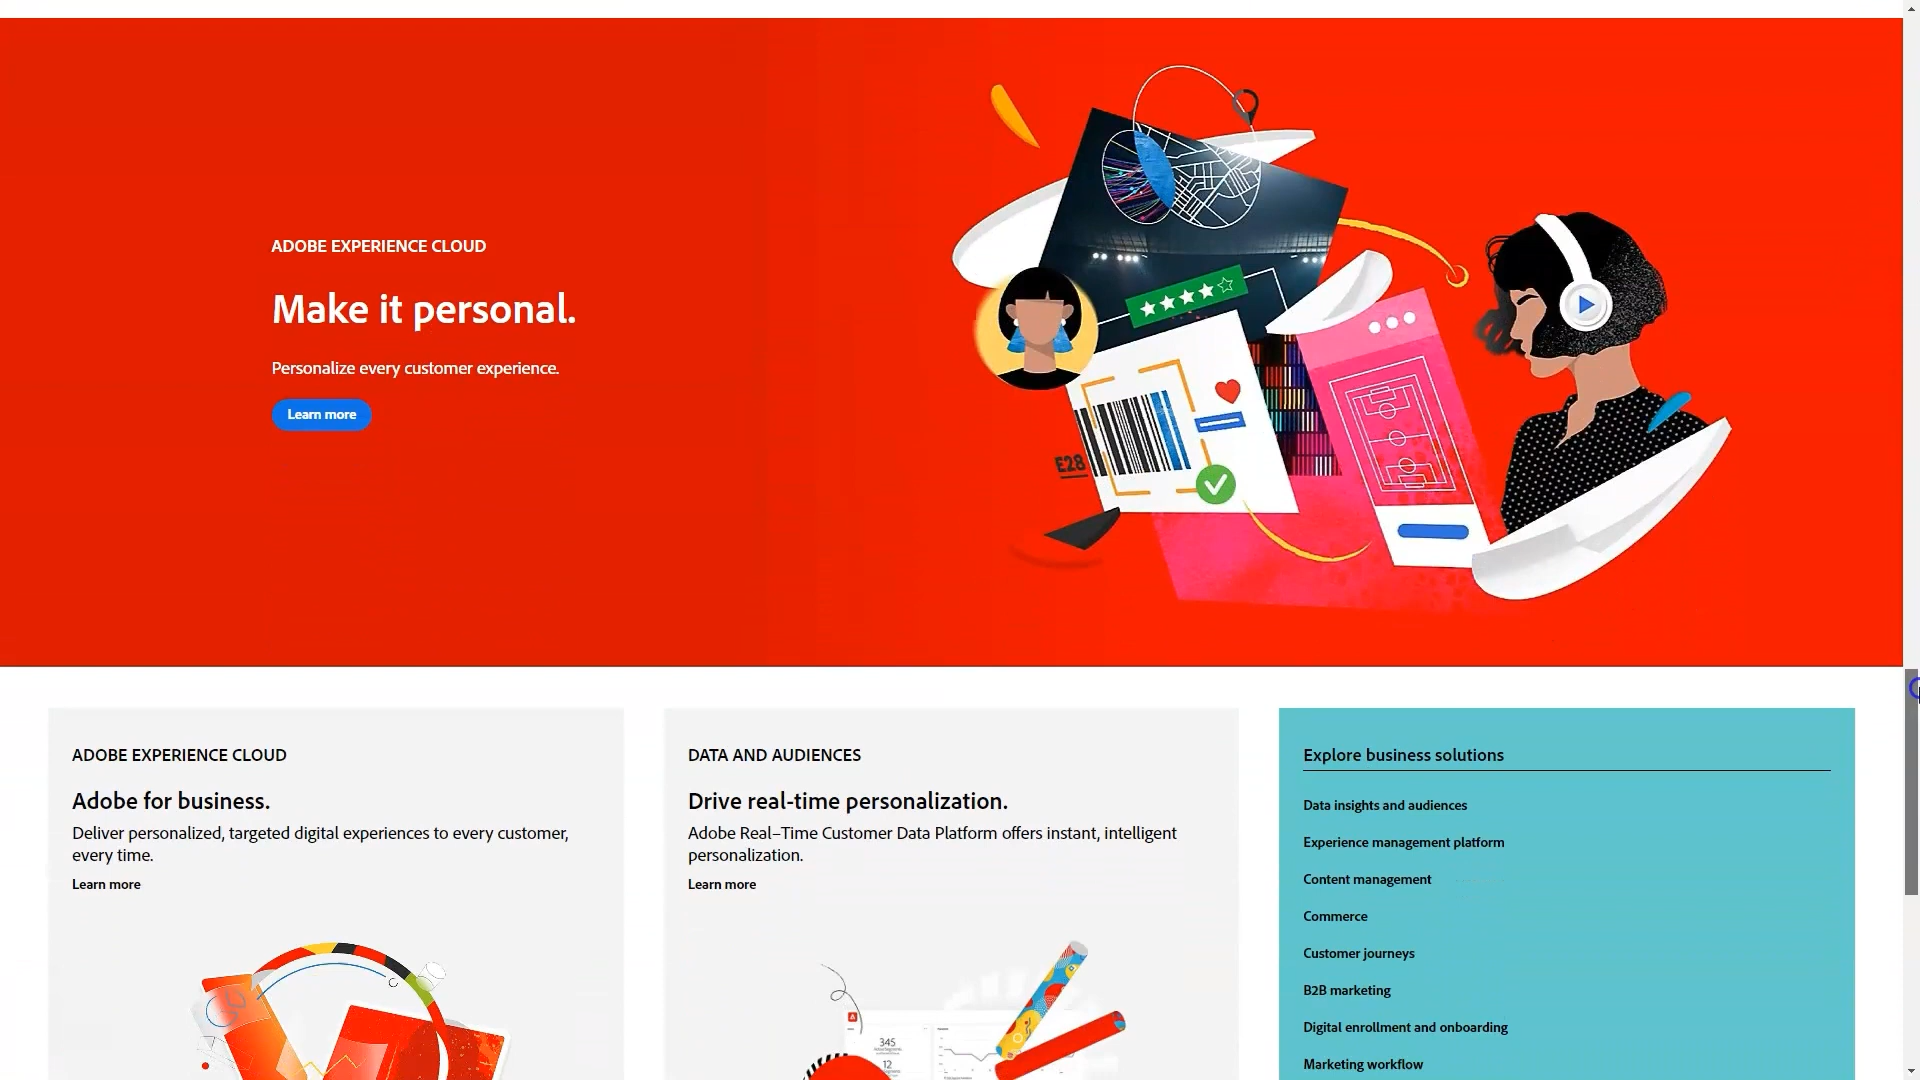 ADOBE EXPERIENCE CLOUD
Make it personal.
Personalize every customer experience.
Learn more
E28
ADOBE EXPERIENCE CLOUD
Adobe for business.
Deliver personalized, targeted digital experiences to every customer,
every time.
Learn more
DATA AND AUDIENCES
Drive real-time personalization.
Adobe Real–Time Customer Data Platform offers instant, intelligent
personalization.
Learn more
345
12
Explore business solutions
Data insights and audiences
Experience management platform
Content management
Commerce
Customer journeys
B2B marketing
Digital enrollment and onboarding
Marketing workflow